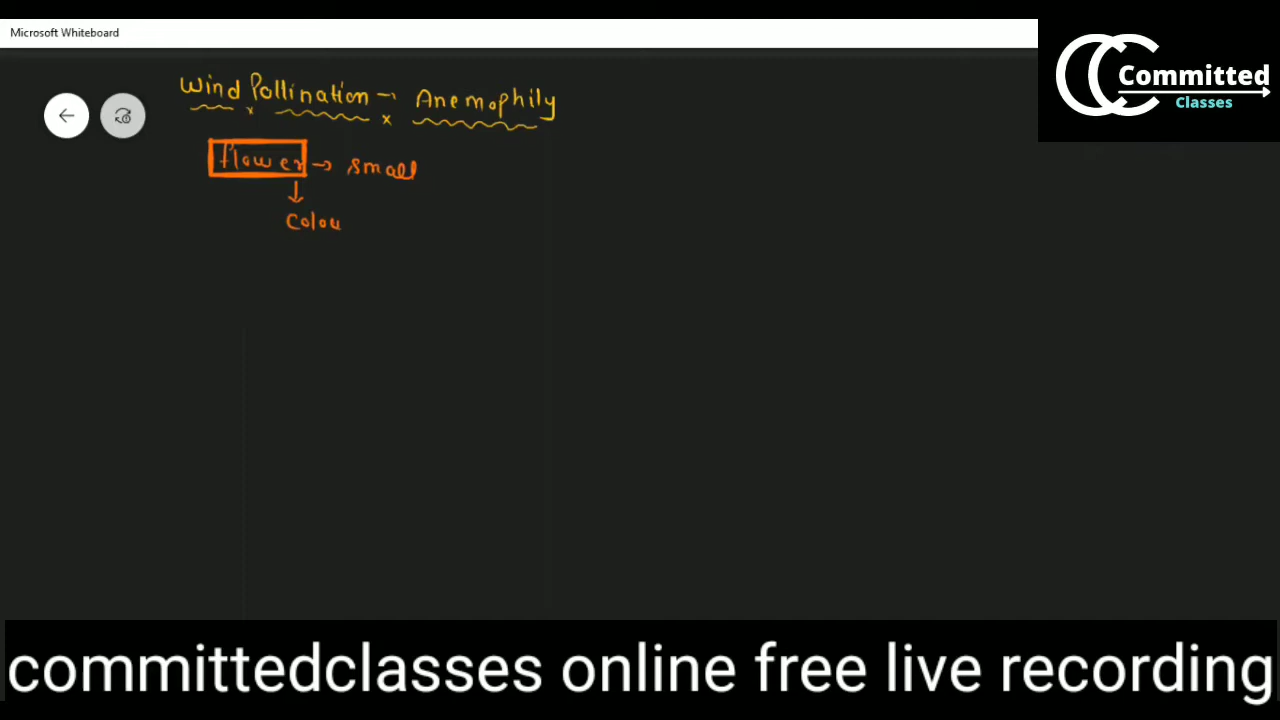 Microsoft Whiteboard
Committed
Classes
Wind Pollination → Anemophily
flower → small
↓
Colou
committedclasses online free live recording